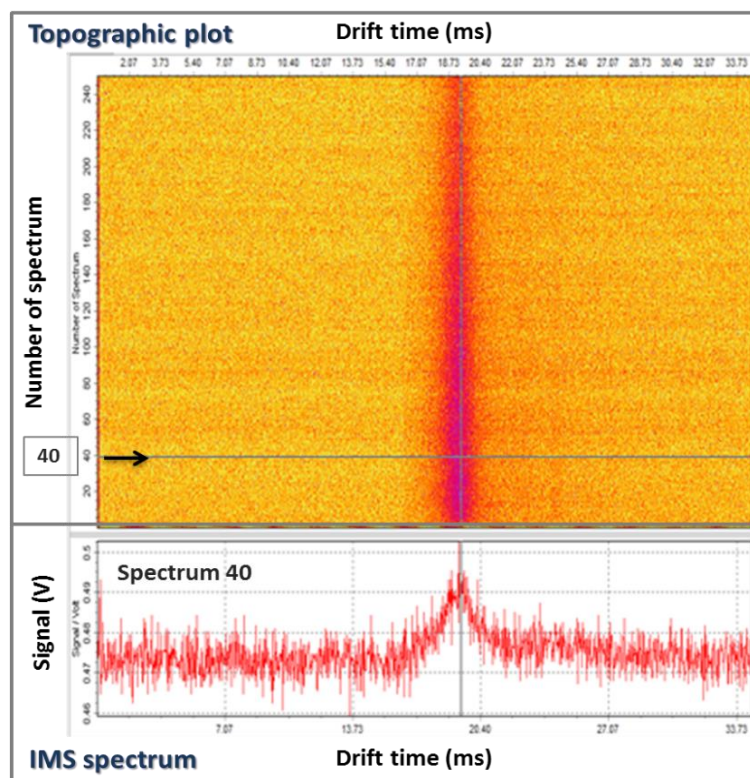 Topographic plot
Drift time (ms)
2.07 3.73 5.40 7.07 8.73 10.40 12.07 13.73 15.40 17.07 18.73 20.40 22.07 23.73 25.40 27.07 28.73 30.40 32.07 33.73
Number of spectrum
Number of Spectrum
240
220
200
180
160
140
120
100
80
60
40
20
40
Spectrum 40
Signal (V)
Signal / Volt
0.5
0.49
0.48
0.47
0.46
7.07 13.73 20.40 27.07 33.73
IMS spectrum
Drift time (ms)